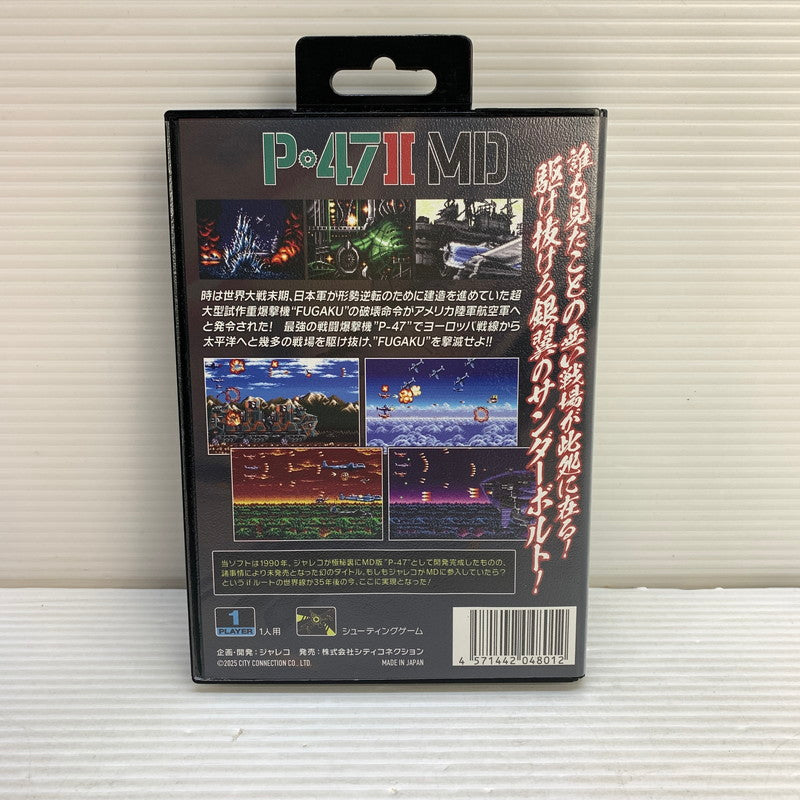 P·47II MD
誰も見たことの無い戦場が此処に在る！
駆け抜けろ銀翼のサンダーボルト！
時は世界大戦末期、日本軍が形勢逆転のために建造を進めていた超
大型試作重爆撃機"FUGAKU"の破壊命令がアメリカ陸軍航空軍へ
と発令された！ 最強の戦闘爆撃機"P-47"でヨーロッパ戦線から
太平洋へと幾多の戦場を駆け抜け、"FUGAKU"を撃滅せよ!!
当ソフトは1990年、ジャレコが極秘裏にMD版"P-47"として開発完成したものの、
諸事情により未発売となった幻のタイトル。もしもジャレコがMDに参入していたら？
というifルートの世界線が35年後の今、ここに実現となった！
1
PLAYER
1人用
シューティングゲーム
企画・開発：ジャレコ 発売：株式会社シティコネクション
©2025 CITY CONNECTION CO., LTD.
MADE IN JAPAN
4 571442 048012